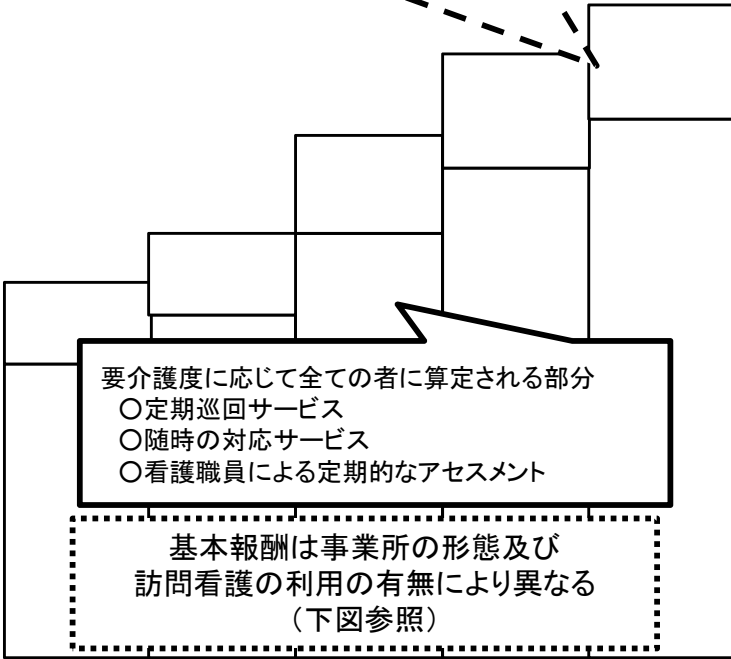 要介護度に応じて全ての者に算定される部分
○定期巡回サービス
○随時の対応サービス
○看護職員による定期的なアセスメント
基本報酬は事業所の形態及び
訪問看護の利用の有無により異なる
（下図参照）